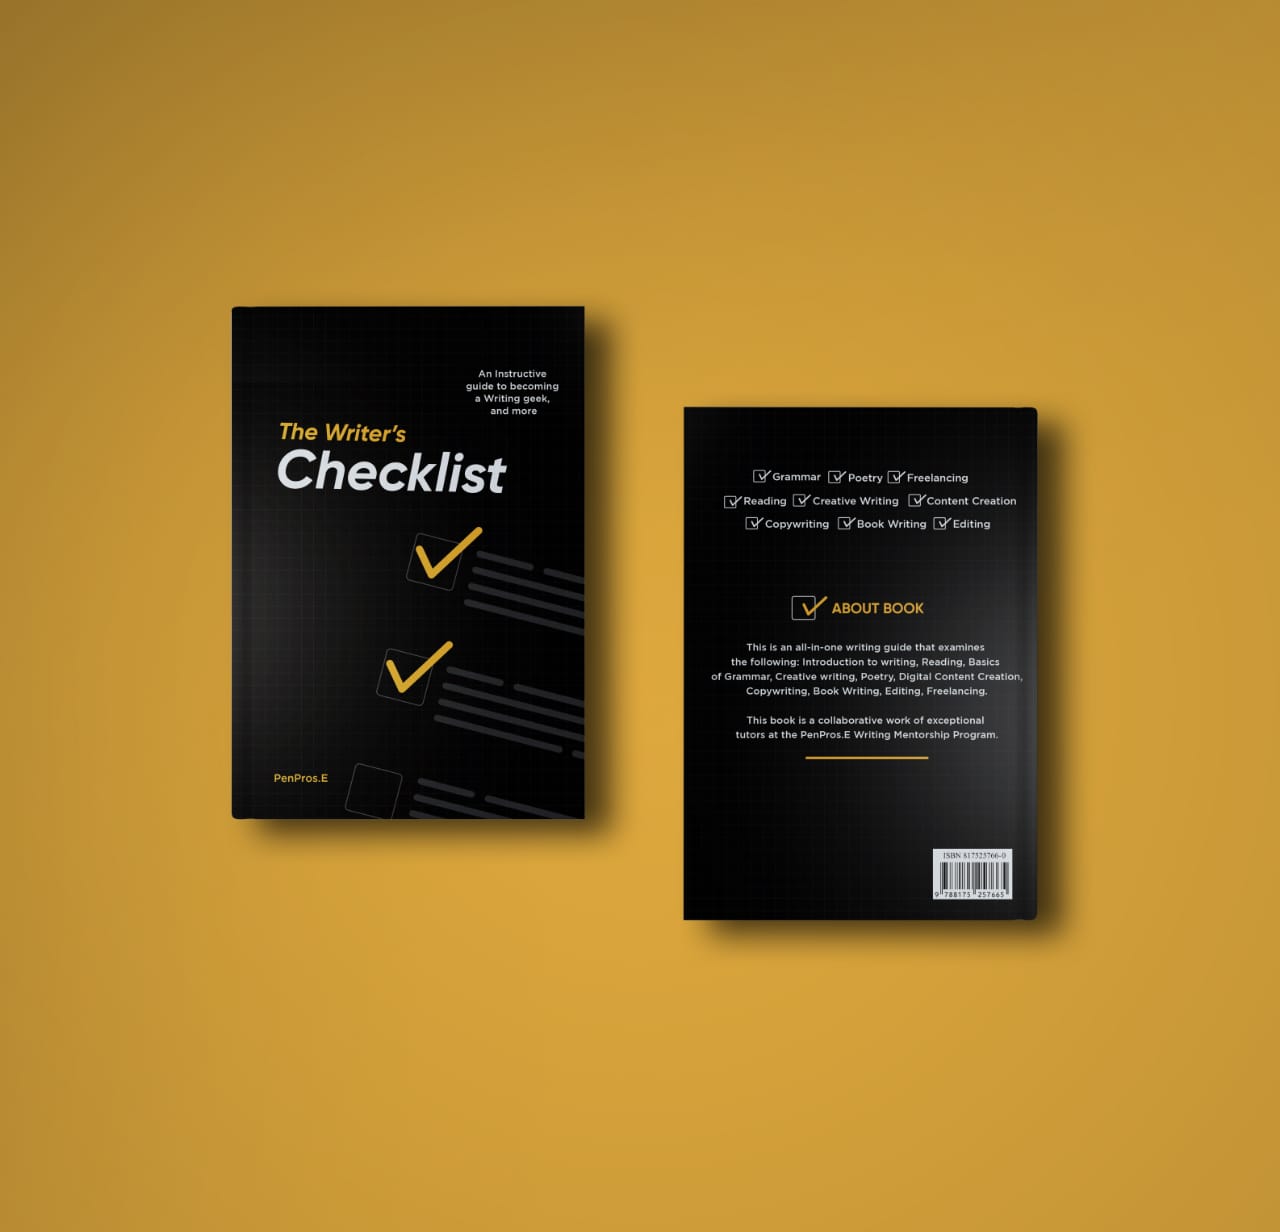 An Instructive
guide to becoming
a Writing geek,
and more
The Writer's
Checklist
PenPros.E
Grammar Poetry Freelancing
Reading Creative Writing Content Creation
Copywriting Book Writing Editing
ABOUT BOOK
This is an all-in-one writing guide that examines
the following: Introduction to writing, Reading, Basics
of Grammar, Creative writing, Poetry, Digital Content Creation,
Copywriting, Book Writing, Editing, Freelancing.
This book is a collaborative work of exceptional
tutors at the PenPros.E Writing Mentorship Program.
ISBN 817525766-0
9 788175 257665